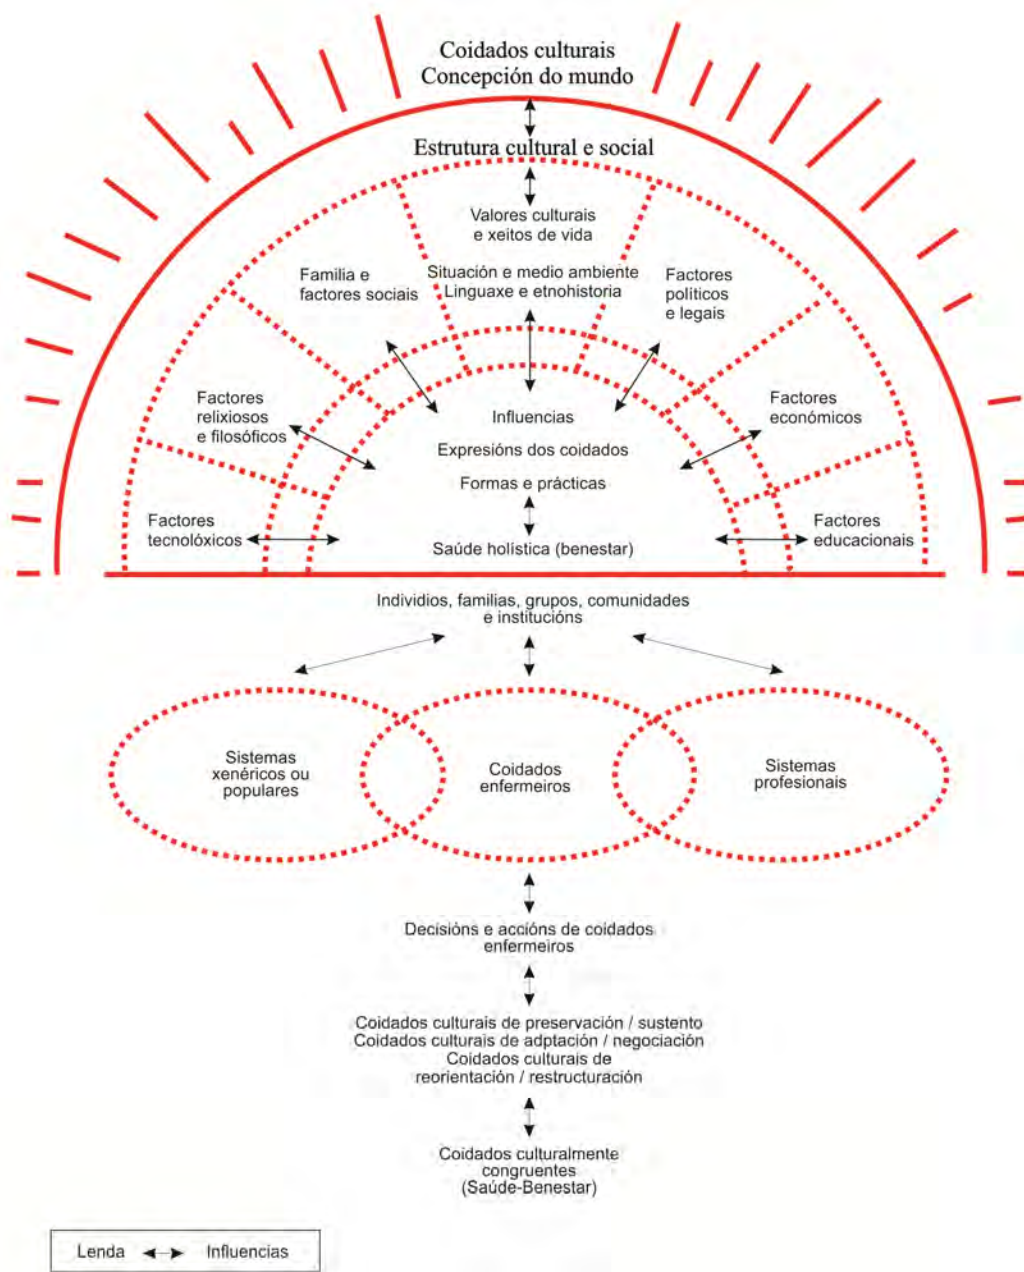 Coidados culturais
Concepción do mundo
Estrutura cultural e social
Valores culturais
e xeitos de vida
Familia e
factores sociais
Situación e medio ambiente
Linguaxe e etnohistoria
Factores
políticos
e legais
Factores
relixiosos
e filosóficos
Factores
económicos
Influencias
Expresións dos coidados
Formas e prácticas
Factores
tecnolóxicos
Saúde holística (benestar)
Factores
educacionais
Individios, familias, grupos, comunidades
e institucións
Sistemas
xenéricos ou
populares
Coidados
enfermeiros
Sistemas
profesionais
Decisións e accións de coidados
enfermeiros
Coidados culturais de preservación / sustento
Coidados culturais de adptación / negociación
Coidados culturais de
reorientación / restructuración
Coidados culturalmente
congruentes
(Saúde-Benestar)
Lenda Influencias